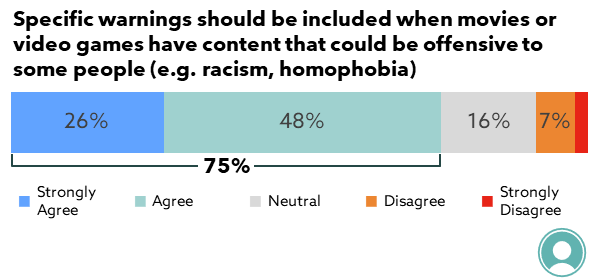 Specific warnings should be included when movies or
video games have content that could be offensive to
some people (e.g. racism, homophobia)
26% 48% 16% 7%
75%
Strongly Agree Agree Neutral Disagree Strongly Disagree